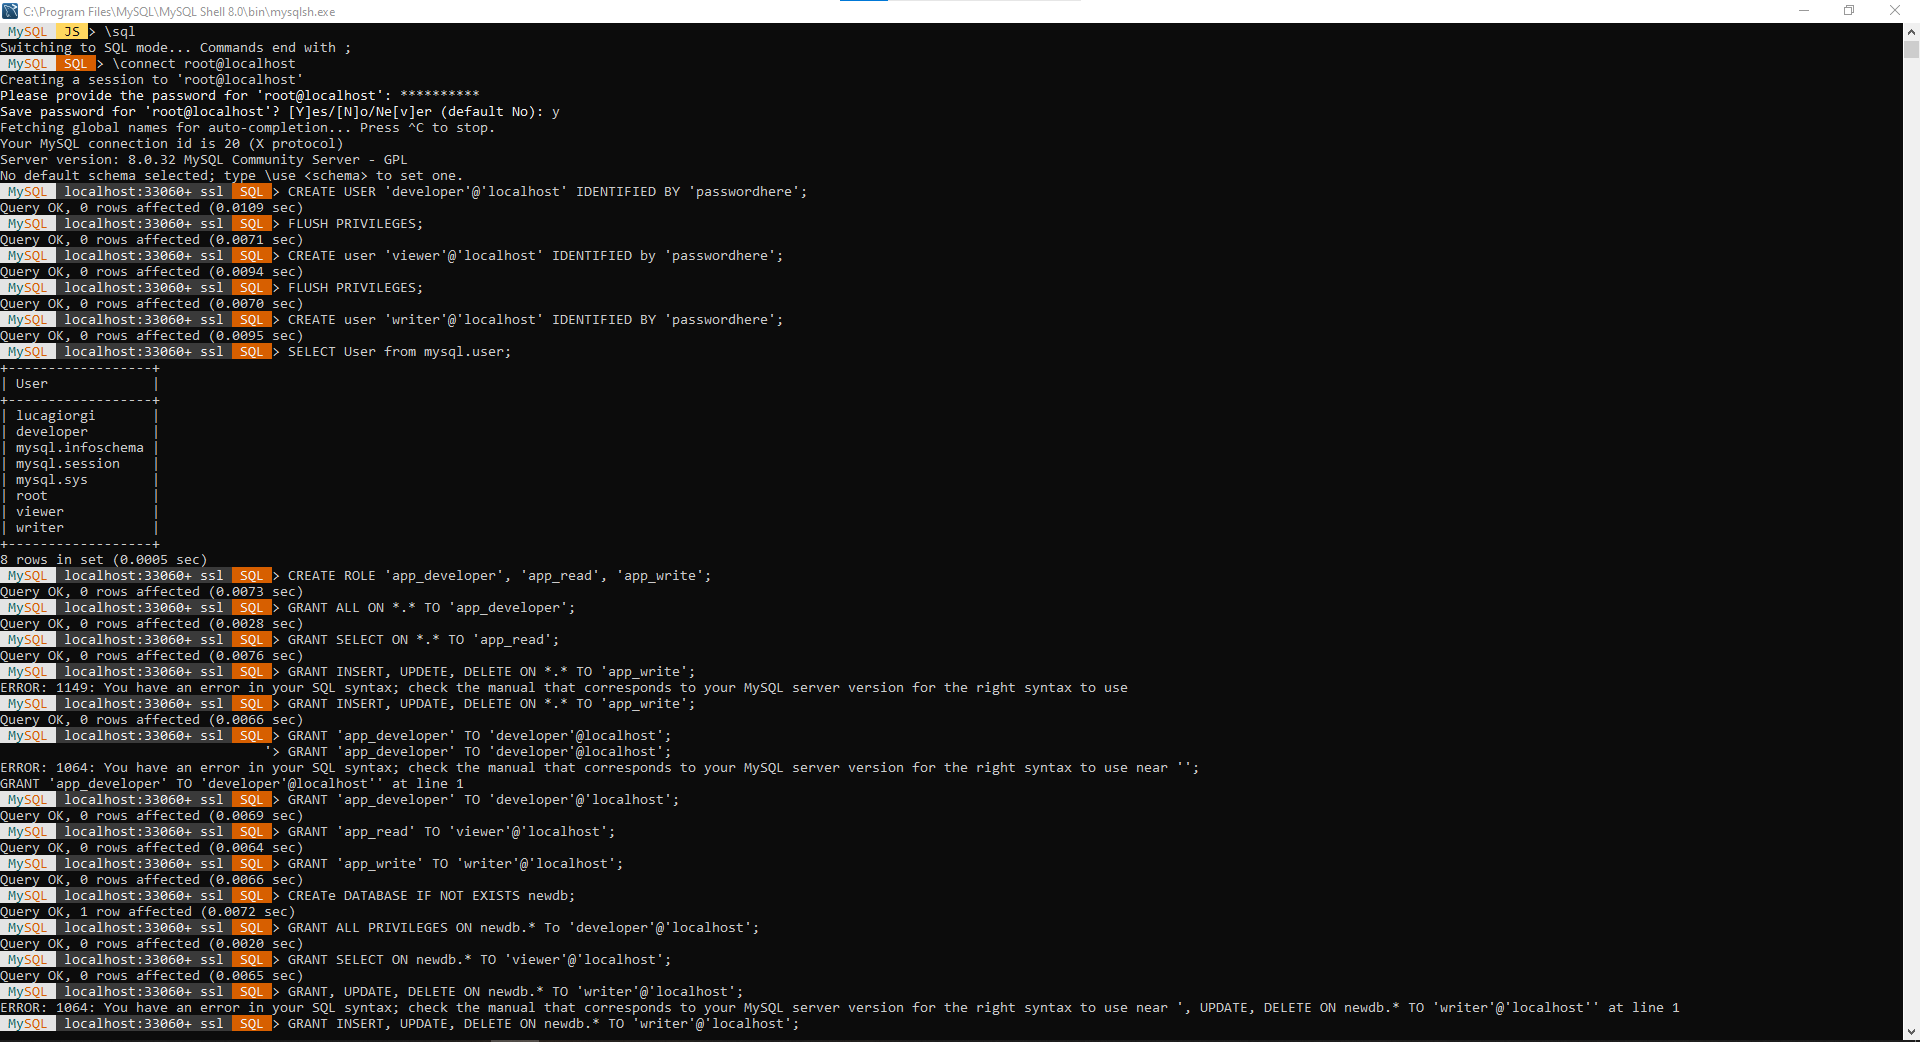 C:\Program Files\MySQL\MySQL Shell 8.0\bin\mysqlsh.exe
MySQL JS > \sql
Switching to SQL mode... Commands end with ;
MySQL SQL > \connect root@localhost
Creating a session to 'root@localhost'
Please provide the password for 'root@localhost': **********
Save password for 'root@localhost'? [Y]es/[N]o/Ne[v]er (default No): y
Fetching global names for auto-completion... Press ^C to stop.
Your MySQL connection id is 20 (X protocol)
Server version: 8.0.32 MySQL Community Server - GPL
No default schema selected; type \use <schema> to set one.
MySQL localhost:33060+ ssl SQL > CREATE USER 'developer'@'localhost' IDENTIFIED BY 'passwordhere';
Query OK, 0 rows affected (0.0109 sec)
MySQL localhost:33060+ ssl SQL > FLUSH PRIVILEGES;
Query OK, 0 rows affected (0.0071 sec)
MySQL localhost:33060+ ssl SQL > CREATE user 'viewer'@'localhost' IDENTIFIED by 'passwordhere';
Query OK, 0 rows affected (0.0094 sec)
MySQL localhost:33060+ ssl SQL > FLUSH PRIVILEGES;
Query OK, 0 rows affected (0.0070 sec)
MySQL localhost:33060+ ssl SQL > CREATE user 'writer'@'localhost' IDENTIFIED BY 'passwordhere';
Query OK, 0 rows affected (0.0095 sec)
MySQL localhost:33060+ ssl SQL > SELECT User from mysql.user;
+------------------+
| User             |
+------------------+
| lucagiorgi       |
| developer        |
| mysql.infoschema |
| mysql.session    |
| mysql.sys        |
| root             |
| viewer           |
| writer           |
+------------------+
8 rows in set (0.0005 sec)
MySQL localhost:33060+ ssl SQL > CREATE ROLE 'app_developer', 'app_read', 'app_write';
Query OK, 0 rows affected (0.0073 sec)
MySQL localhost:33060+ ssl SQL > GRANT ALL ON *.* TO 'app_developer';
Query OK, 0 rows affected (0.0028 sec)
MySQL localhost:33060+ ssl SQL > GRANT SELECT ON *.* TO 'app_read';
Query OK, 0 rows affected (0.0076 sec)
MySQL localhost:33060+ ssl SQL > GRANT INSERT, UPDETE, DELETE ON *.* TO 'app_write';
ERROR: 1149: You have an error in your SQL syntax; check the manual that corresponds to your MySQL server version for the right syntax to use
MySQL localhost:33060+ ssl SQL > GRANT INSERT, UPDATE, DELETE ON *.* TO 'app_write';
Query OK, 0 rows affected (0.0066 sec)
MySQL localhost:33060+ ssl SQL > GRANT 'app_developer' TO 'developer'@localhost';
'> GRANT 'app_developer' TO 'developer'@localhost';
ERROR: 1064: You have an error in your SQL syntax; check the manual that corresponds to your MySQL server version for the right syntax to use near '';
GRANT 'app_developer' TO 'developer'@localhost'' at line 1
MySQL localhost:33060+ ssl SQL > GRANT 'app_developer' TO 'developer'@'localhost';
Query OK, 0 rows affected (0.0069 sec)
MySQL localhost:33060+ ssl SQL > GRANT 'app_read' TO 'viewer'@'localhost';
Query OK, 0 rows affected (0.0064 sec)
MySQL localhost:33060+ ssl SQL > GRANT 'app_write' TO 'writer'@'localhost';
Query OK, 0 rows affected (0.0066 sec)
MySQL localhost:33060+ ssl SQL > CREATe DATABASE IF NOT EXISTS newdb;
Query OK, 1 row affected (0.0072 sec)
MySQL localhost:33060+ ssl SQL > GRANT ALL PRIVILEGES ON newdb.* To 'developer'@'localhost';
Query OK, 0 rows affected (0.0020 sec)
MySQL localhost:33060+ ssl SQL > GRANT SELECT ON newdb.* TO 'viewer'@'localhost';
Query OK, 0 rows affected (0.0065 sec)
MySQL localhost:33060+ ssl SQL > GRANT, UPDATE, DELETE ON newdb.* TO 'writer'@'localhost';
ERROR: 1064: You have an error in your SQL syntax; check the manual that corresponds to your MySQL server version for the right syntax to use near ', UPDATE, DELETE ON newdb.* TO 'writer'@'localhost'' at line 1
MySQL localhost:33060+ ssl SQL > GRANT INSERT, UPDATE, DELETE ON newdb.* TO 'writer'@'localhost';